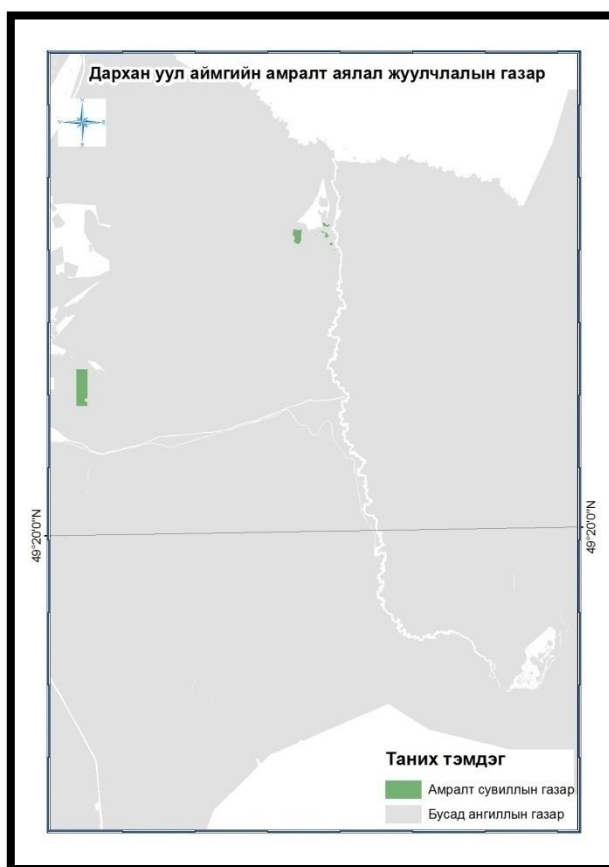 Дархан уул аймгийн амралт аялал жуулчлалын газар
49°20'0"N
49°20'0"N
Таних тэмдэг
Амралт сувиллын газар
Бусад ангиллын газар